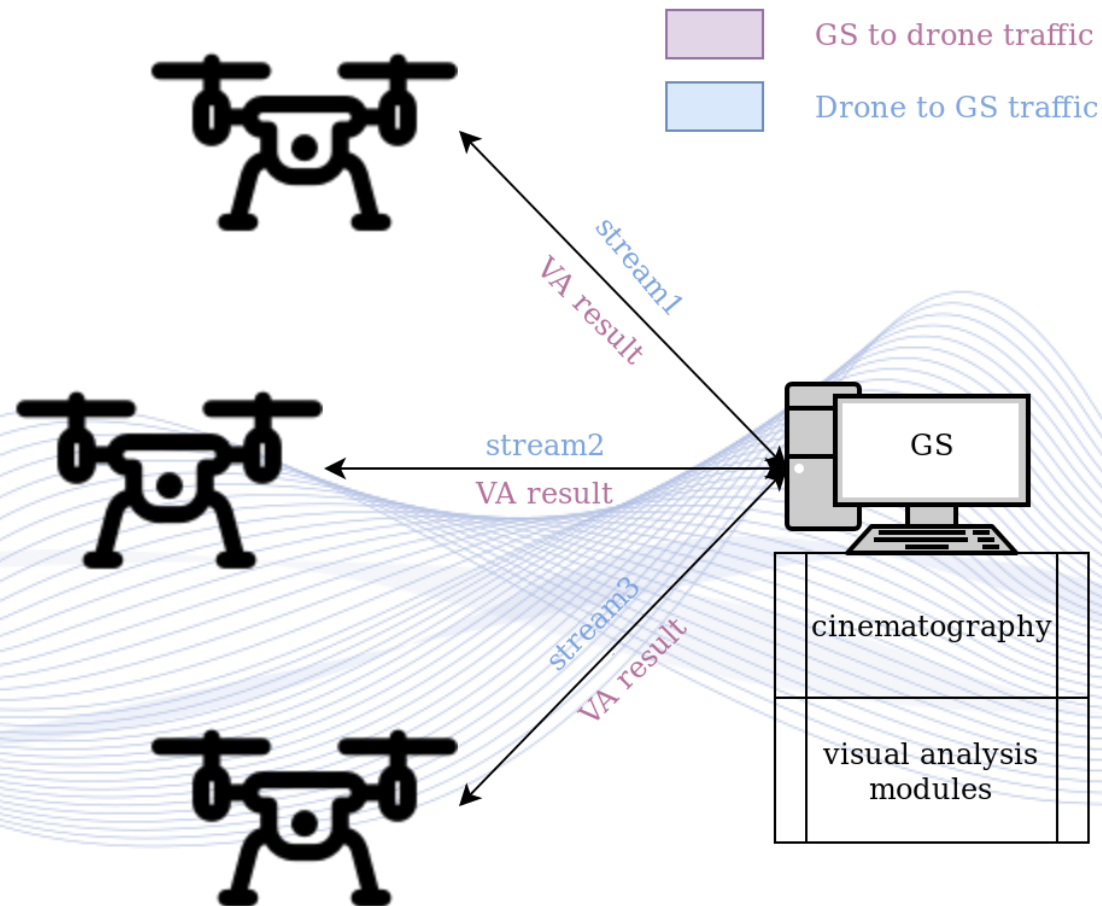 GS to drone traffic
Drone to GS traffic
stream1
VA result
stream2
VA result
GS
stream3
VA result
cinematography
visual analysis
modules